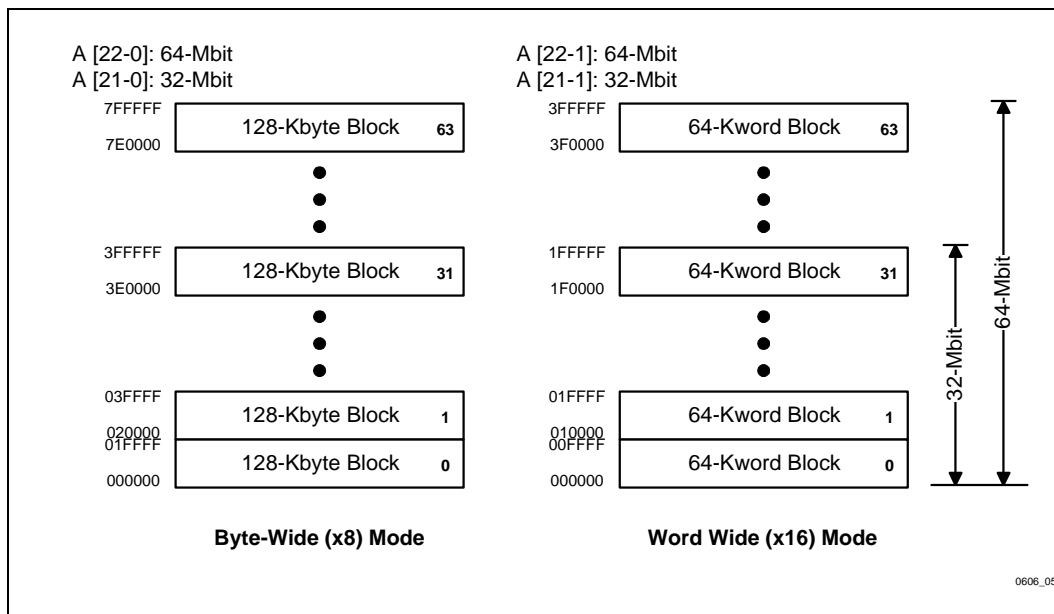 A [22-0]: 64-Mbit
A [21-0]: 32-Mbit
7FFFFF
128-Kbyte Block 63
7E0000
3FFFFF
128-Kbyte Block 31
3E0000
03FFFF
128-Kbyte Block 1
020000
01FFFF
128-Kbyte Block 0
000000
Byte-Wide (x8) Mode
A [22-1]: 64-Mbit
A [21-1]: 32-Mbit
3FFFFF
64-Kword Block 63
3F0000
1FFFFF
64-Kword Block 31
1F0000
01FFFF
64-Kword Block 1
010000
00FFFF
64-Kword Block 0
000000
Word Wide (x16) Mode
32-Mbit
64-Mbit
0606_05